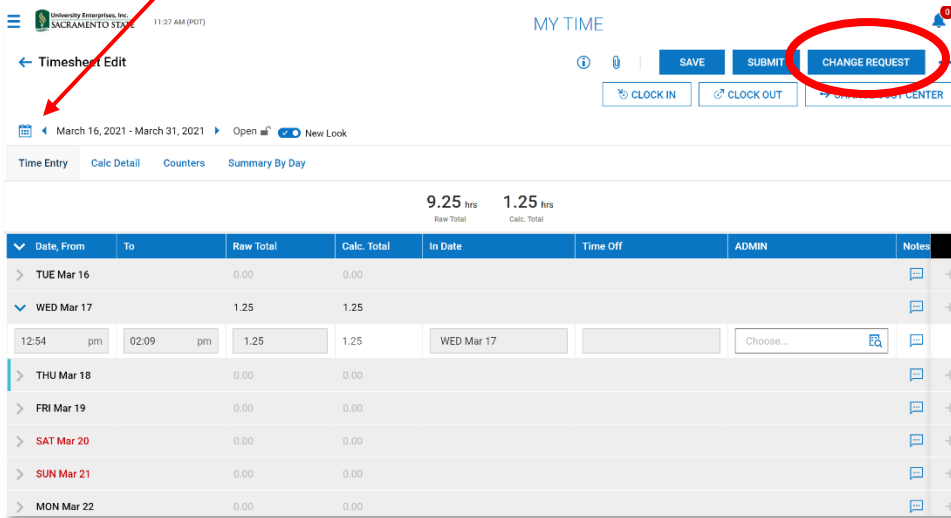 University Enterprises, Inc.
SACRAMENTO STATE
11:27 AM (PDT)
MY TIME
0
Timesheet Edit
SAVE
SUBMIT
CHANGE REQUEST
CLOCK IN
CLOCK OUT
CHANGE COST CENTER
March 16, 2021 - March 31, 2021
Open
New Look
Time Entry
Calc Detail
Counters
Summary By Day
9.25 hrs
Raw Total
1.25 hrs
Calc. Total
Date, From To Raw Total Calc. Total In Date Time Off ADMIN Notes
TUE Mar 16 0.00 0.00
WED Mar 17 1.25 1.25
12:54 pm 02:09 pm 1.25 1.25 WED Mar 17 Choose...
THU Mar 18 0.00 0.00
FRI Mar 19 0.00 0.00
SAT Mar 20 0.00 0.00
SUN Mar 21 0.00 0.00
MON Mar 22 0.00 0.00